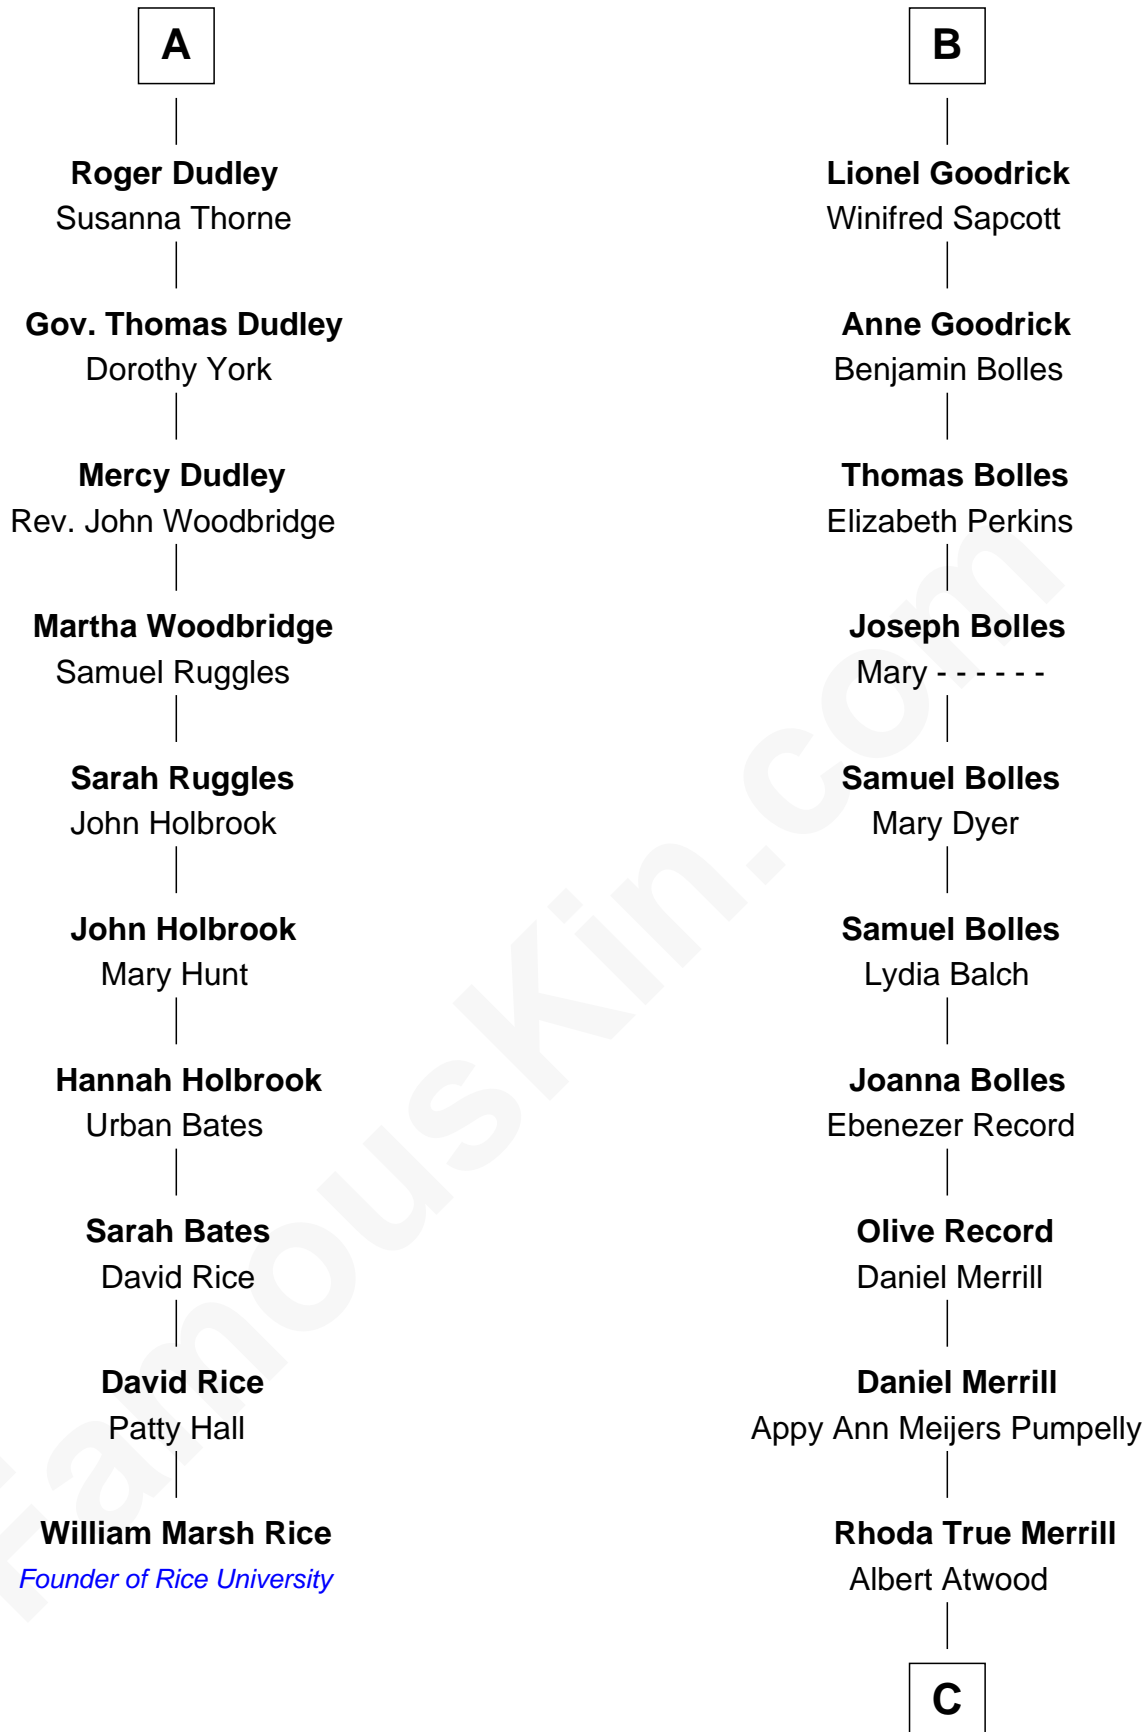 A
Roger Dudley
Susanna Thorne
Gov. Thomas Dudley
Dorothy York
Mercy Dudley
Rev. John Woodbridge
Martha Woodbridge
Samuel Ruggles
Sarah Ruggles
John Holbrook
John Holbrook
Mary Hunt
Hannah Holbrook
Urban Bates
Sarah Bates
David Rice
David Rice
Patty Hall
William Marsh Rice
Founder of Rice University
B
Lionel Goodrick
Winifred Sapcott
Anne Goodrick
Benjamin Bolles
Thomas Bolles
Elizabeth Perkins
Joseph Bolles
Mary - - - - - -
Samuel Bolles
Mary Dyer
Samuel Bolles
Lydia Balch
Joanna Bolles
Ebenezer Record
Olive Record
Daniel Merrill
Daniel Merrill
Appy Ann Meijers Pumpelly
Rhoda True Merrill
Albert Atwood
C
FamousKin.com